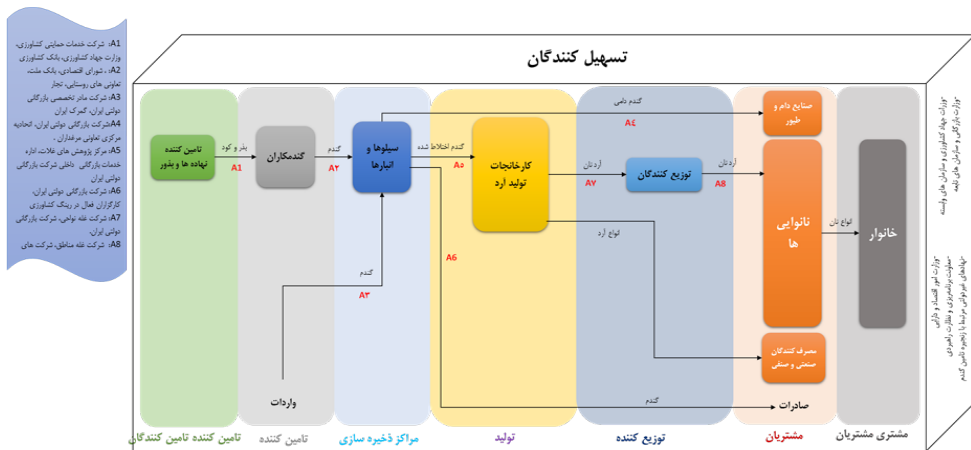 تسهیل کنندگان
A1: شرکت خدمات حمایتی کشاورزی،
وزارت جهاد کشاورزی، بانک کشاورزی
A2: ، شورای اقتصادی، بانک ملت،
تعاونی های روستایی، تجار
A3: شرکت مادر تخصصی بازرگانی
دولتی ایران، گمرک ایران
A4: شرکت بازرگانی دولتی ایران، اتحادیه
مرکزی تعاونی مرغداران .
A5: مرکز پژوهش های غلات، اداره
خدمات بازرگانی داخلی شرکت بازرگانی
دولتی ایران
A6: شرکت بازرگانی دولتی ایران،
کارگزاران فعال در رینگ کشاورزی
A7: شرکت غله نواحی، شرکت بازرگانی
دولتی ایران،
A8: شرکت غله مناطق، شرکت های
تامین کننده
نهاده ها و بذور
بذر و کود
A1
گندمکاران
گندم
A2
سیلوها و
انبارها
گندم اختلاط شده
A5
کارخانجات
تولید آرد
آرد نان
A7
توزیع کنندگان
آرد نان
A8
گندم دامی
A4
صنایع دام و
طیور
نانوایی
ها
انواع نان
خانوار
انواع آرد
A6
گندم
A3
مصرف کنندگان
صنعتی و صنفی
واردات
گندم
صادرات
تامین کننده تامین کنندگان
تامین کننده
مراکز ذخیره سازی
تولید
توزیع کننده
مشتریان
مشتری مشتریان
-وزارت بازرگانی و سازمان های تابعه
-وزارت جهاد کشاورزی و سازمان های وابسته
-وزارت امور اقتصاد و دارایی
-معاونت برنامه‌ریزی و نظارت راهبردی
-نهادهای غیردولتی مرتبط با زنجیره تامین گندم